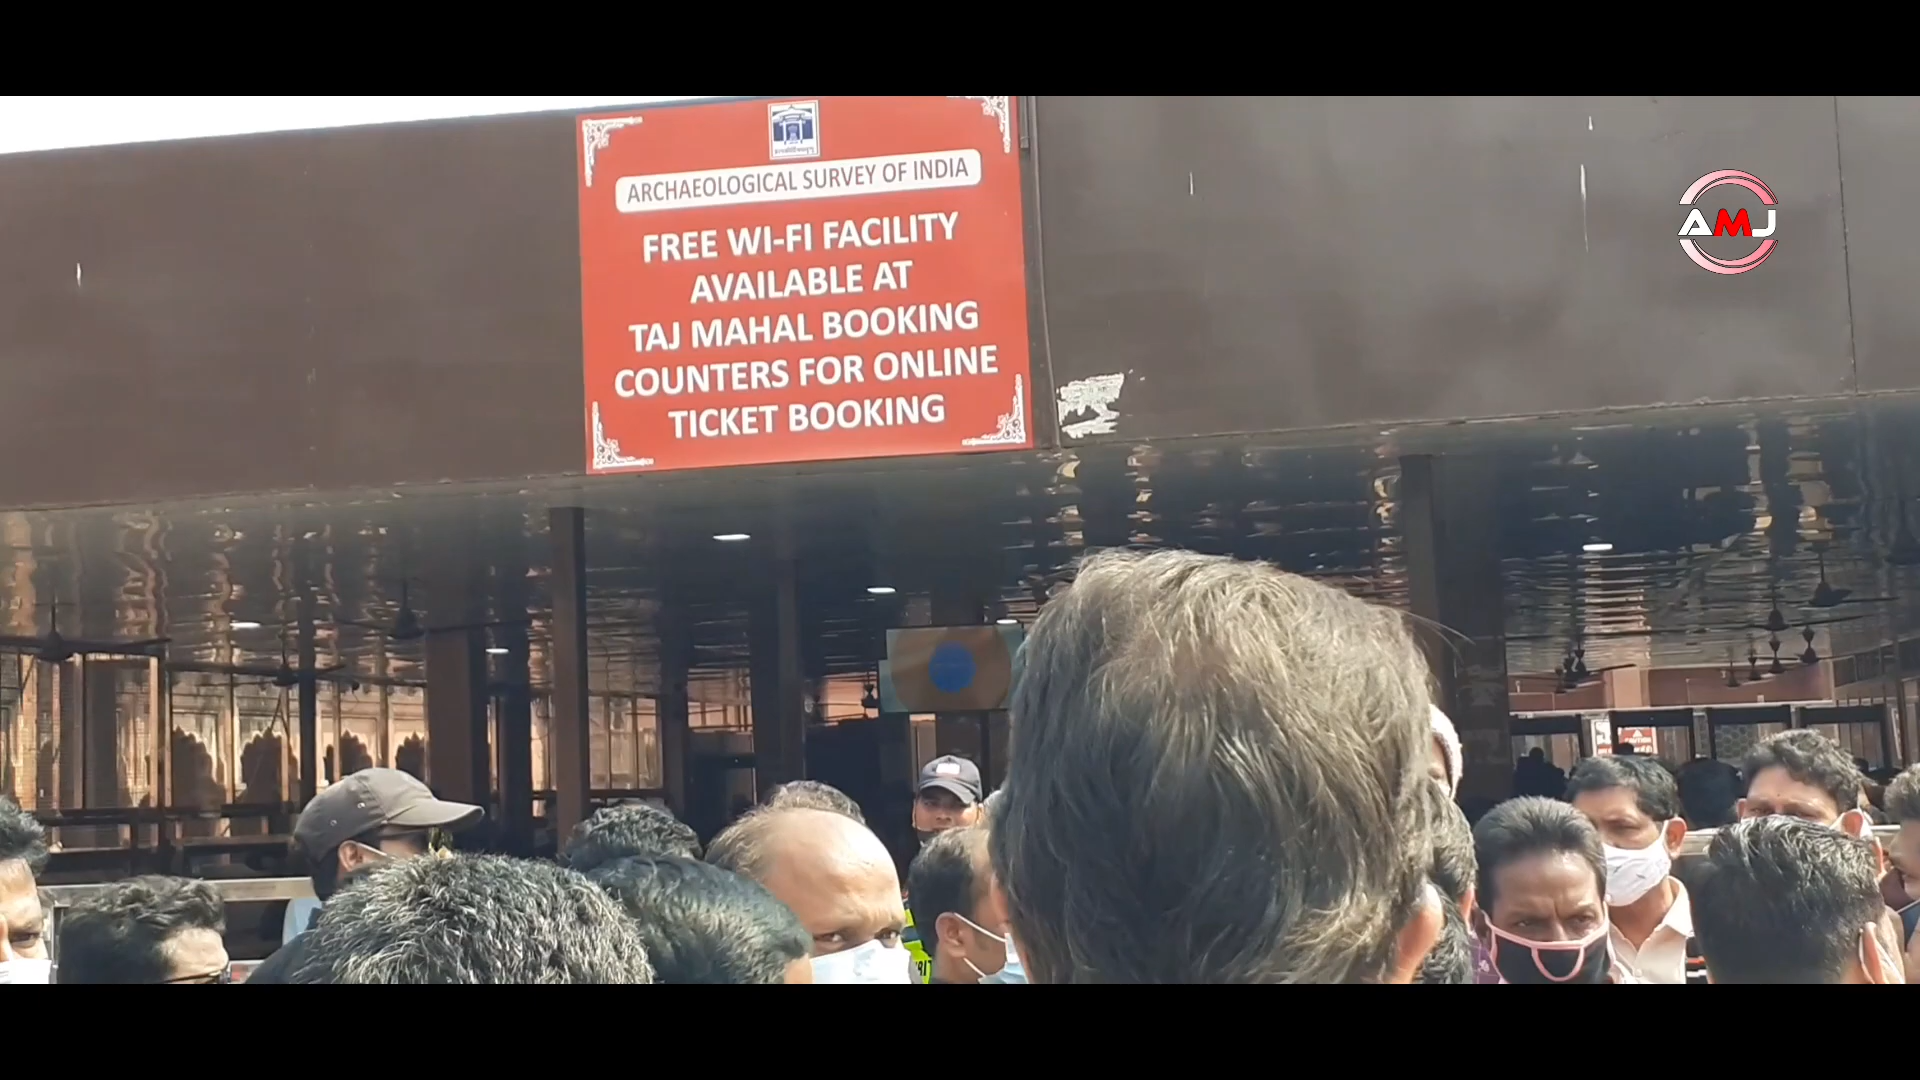 ARCHAEOLOGICAL SURVEY OF INDIA
FREE WI-FI FACILITY
AVAILABLE AT
TAJ MAHAL BOOKING
COUNTERS FOR ONLINE
TICKET BOOKING
AMJ
CAUTION